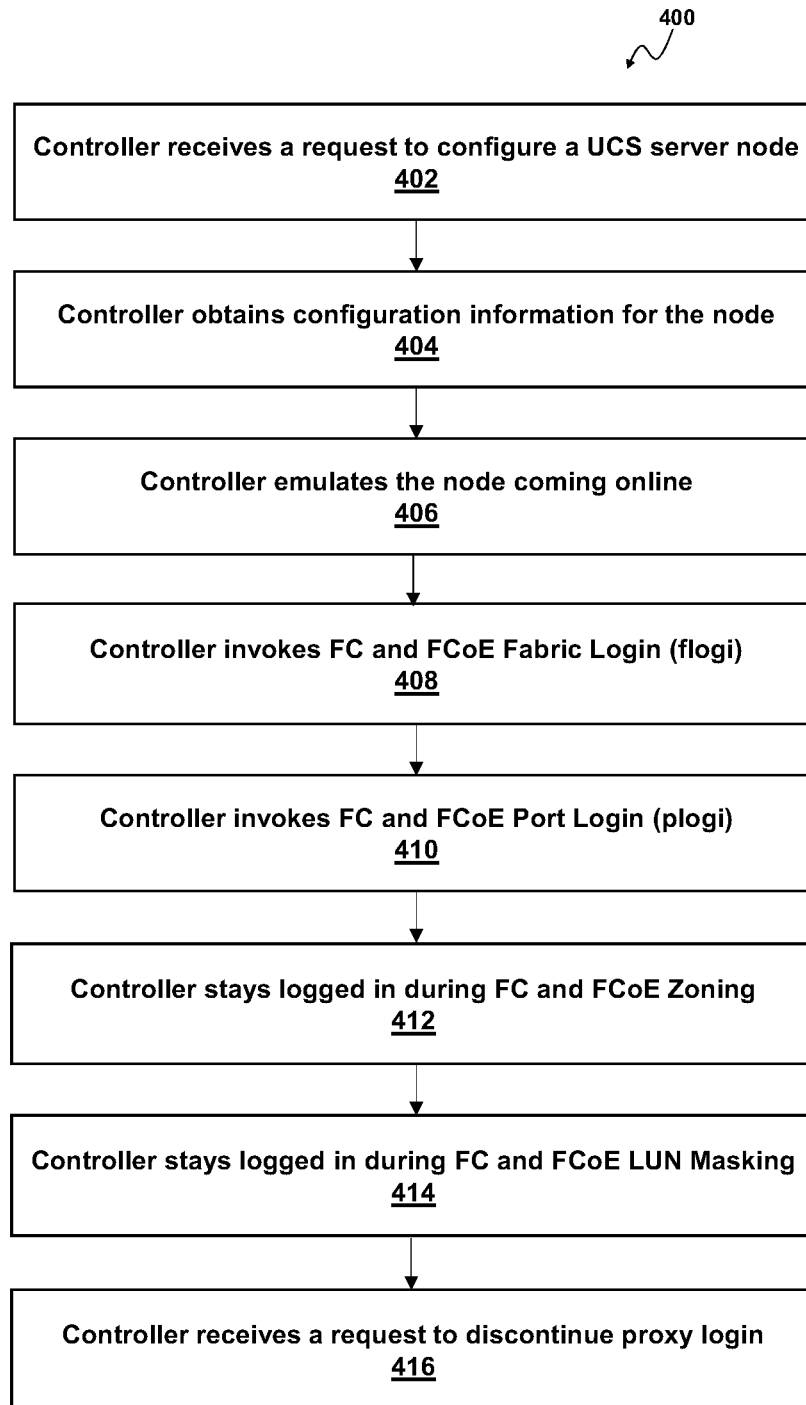 400
Controller receives a request to configure a UCS server node
402
Controller obtains configuration information for the node
404
Controller emulates the node coming online
406
Controller invokes FC and FCoE Fabric Login (flogi)
408
Controller invokes FC and FCoE Port Login (plogi)
410
Controller stays logged in during FC and FCoE Zoning
412
Controller stays logged in during FC and FCoE LUN Masking
414
Controller receives a request to discontinue proxy login
416